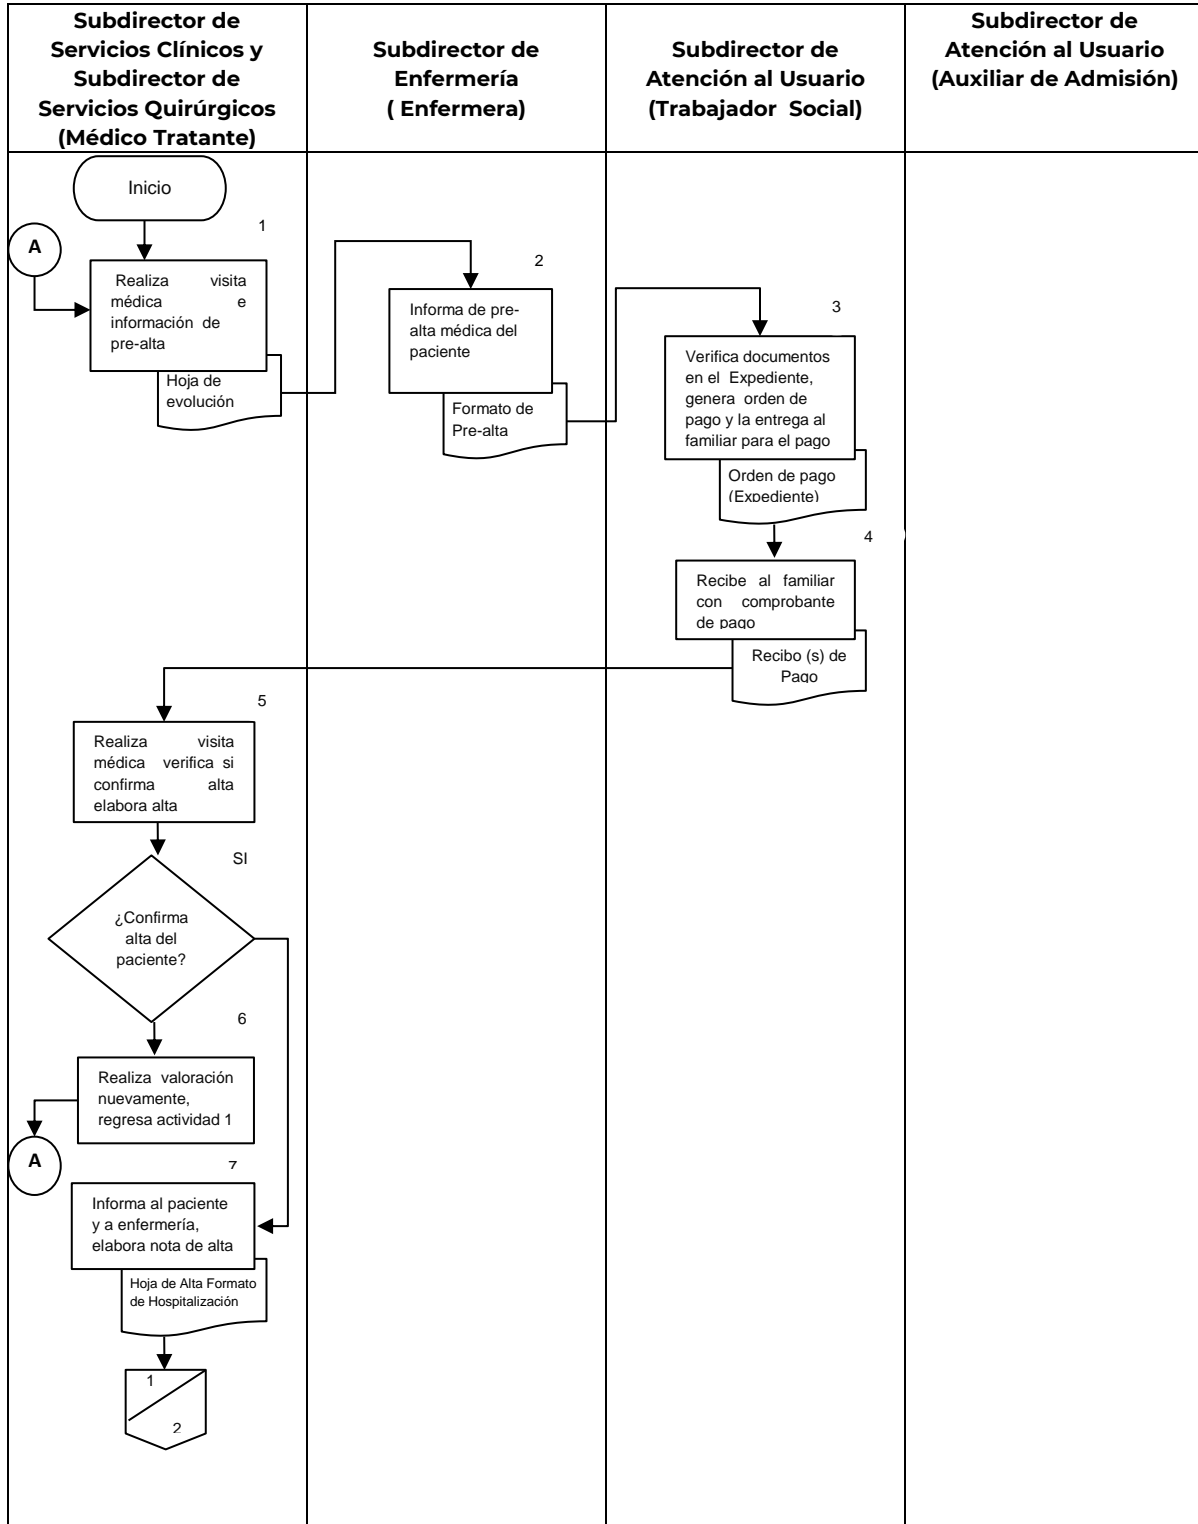 Subdirector de
Servicios Clínicos y
Subdirector de
Servicios Quirúrgicos
(Médico Tratante)
Subdirector de
Enfermería
( Enfermera)
Subdirector de
Atención al Usuario
(Trabajador Social)
Subdirector de
Atención al Usuario
(Auxiliar de Admisión)
Inicio
A
1
Realiza visita
médica e
información de
pre-alta
Hoja de
evolución
2
Informa de pre-
alta médica del
paciente
Formato de
Pre-alta
3
Verifica documentos
en el Expediente,
genera orden de
pago y la entrega al
familiar para el pago
Orden de pago
(Expediente)
4
Recibe al familiar
con comprobante
de pago
Recibo (s) de
Pago
5
Realiza visita
médica verifica si
confirma alta
elabora alta
SI
¿Confirma
alta del
paciente?
6
Realiza valoración
nuevamente,
regresa actividad 1
A
7
Informa al paciente
y a enfermería,
elabora nota de alta
Hoja de Alta Formato
de Hospitalización
1
2